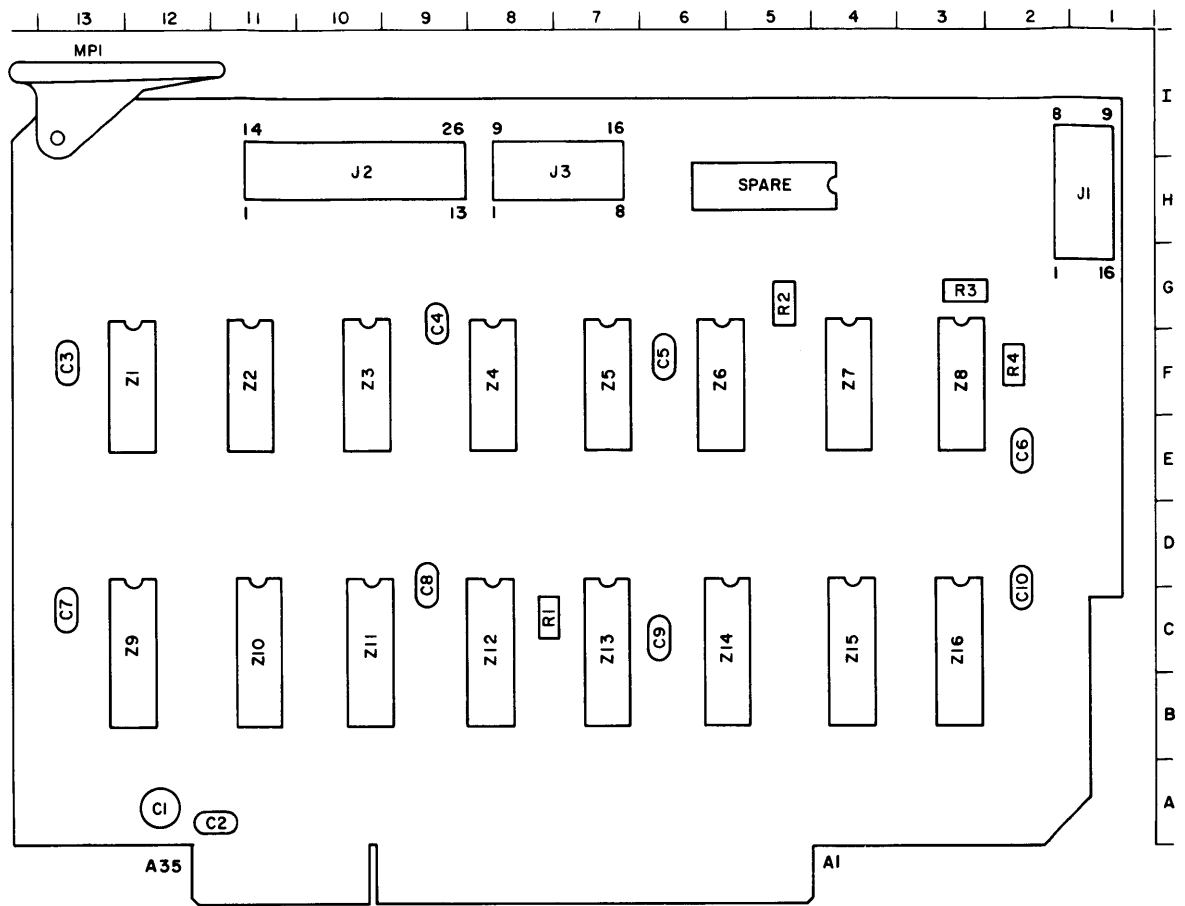 13 12 11 10 9 8 7 6 5 4 3 2 1
MP1
I
14 26 9 16 8 9
J2 J3 SPARE J1
H
1 13 1 8
1 16
G
R2 R3
C3 C4 C5 R4
F
Z1 Z2 Z3 Z4 Z5 Z6 Z7 Z8
C6
E
D
C7 C8 R1 C9 C10
C
Z9 Z10 Z11 Z12 Z13 Z14 Z15 Z16
B
C1 C2
A
A35 A1